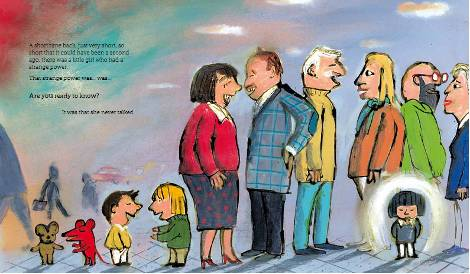 A short time back, just very short, so
short that it could have been a second
ago, there was a little girl who had a
strange power.
That strange power was... was...
Are you ready to know?
It was that she never talked.